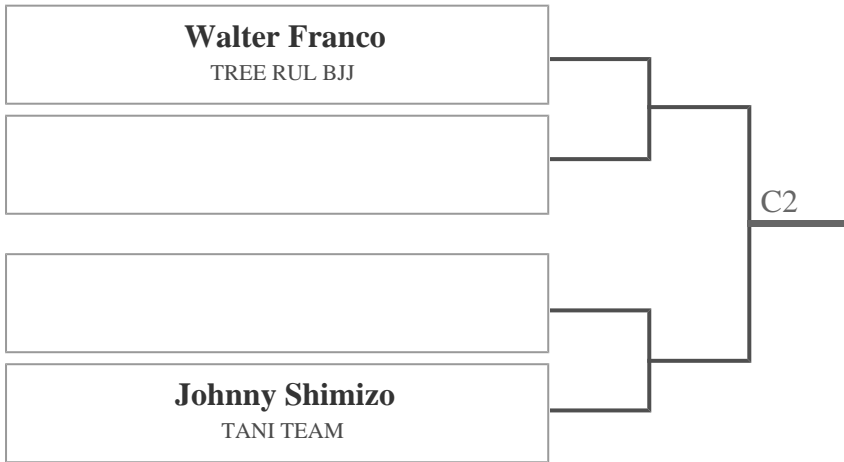 Walter Franco
TREE RUL BJJ
C2
Johnny Shimizo
TANI TEAM